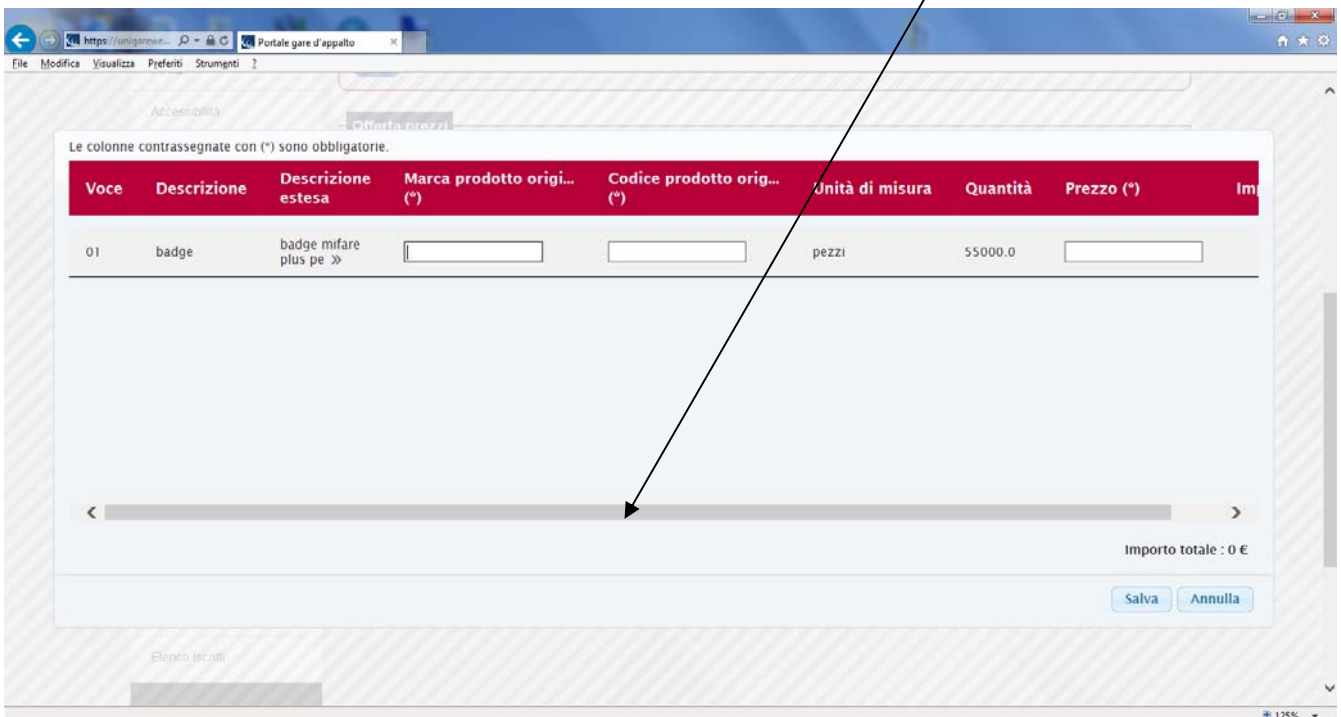 https://unigarewe...
Portale gare d'appalto
File Modifica Visualizza Preferiti Strumenti ?
Accessibilità
Offerta prezzi
Le colonne contrassegnate con (*) sono obbligatorie.
Voce Descrizione Descrizione estesa Marca prodotto origi... (*) Codice prodotto orig... (*) Unità di misura Quantità Prezzo (*) Im
01 badge badge mifare plus pe » pezzi 55000.0
Importo totale : 0 €
Salva Annulla
Elenco Iscritti
125%